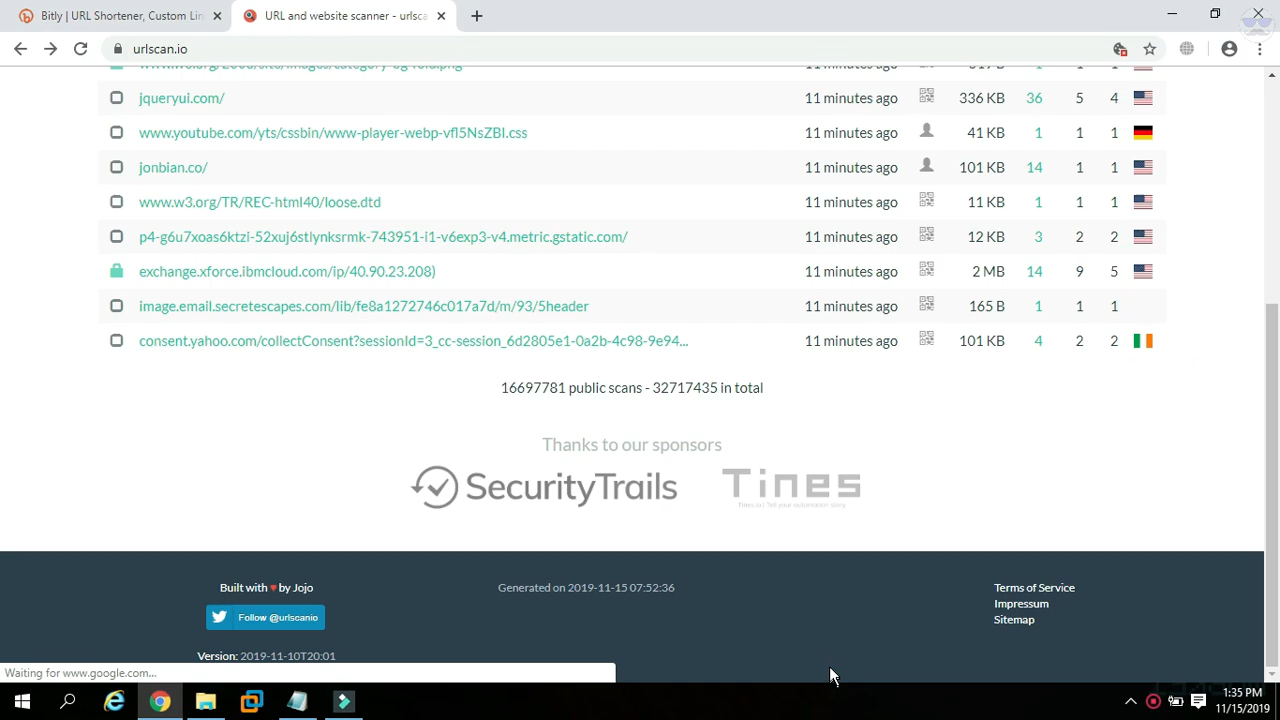 Bitly | URL Shortener, Custom Lin
URL and website scanner - urlsca
urlscan.io
jqueryui.com/ 11 minutes ago 336 KB 36 5 4
www.youtube.com/yts/cssbin/www-player-webp-vfl5NsZBI.css 11 minutes ago 41 KB 1 1 1
jonbian.co/ 11 minutes ago 101 KB 14 1 1
www.w3.org/TR/REC-html40/loose.dtd 11 minutes ago 11 KB 1 1 1
p4-g6u7xoas6ktzi-52xuj6stlynksrmk-743951-i1-v6exp3-v4.metric.gstatic.com/ 11 minutes ago 12 KB 3 2 2
exchange.xforce.ibmcloud.com/ip/40.90.23.208) 11 minutes ago 2 MB 14 9 5
image.email.secretescapes.com/lib/fe8a1272746c017a7d/m/93/5header 11 minutes ago 165 B 1 1 1
consent.yahoo.com/collectConsent?sessionId=3_cc-session_6d2805e1-0a2b-4c98-9e94... 11 minutes ago 101 KB 4 2 2
16697781 public scans - 32717435 in total
Thanks to our sponsors
SecurityTrails Tines
Tines.io | Tell your automation story
Built with ♥ by Jojo Generated on 2019-11-15 07:52:36 Terms of Service
Impressum
Follow @urlscanio Sitemap
Version: 2019-11-10T20:01
Waiting for www.google.com...
1:35 PM
11/15/2019